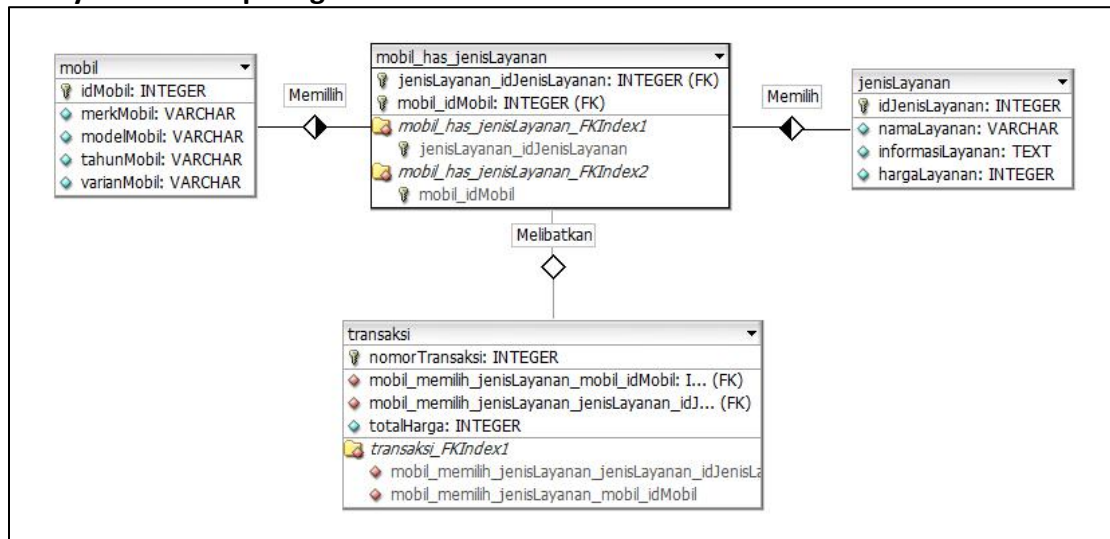 mobil
idMobil: INTEGER
merkMobil: VARCHAR
modelMobil: VARCHAR
tahunMobil: VARCHAR
varianMobil: VARCHAR
Memillih
mobil_has_jenisLayanan
jenisLayanan_idJenisLayanan: INTEGER (FK)
mobil_idMobil: INTEGER (FK)
mobil_has_jenisLayanan_FKIndex1
jenisLayanan_idJenisLayanan
mobil_has_jenisLayanan_FKIndex2
mobil_idMobil
Memilih
jenisLayanan
idJenisLayanan: INTEGER
namaLayanan: VARCHAR
informasiLayanan: TEXT
hargaLayanan: INTEGER
Melibatkan
transaksi
nomorTransaksi: INTEGER
mobil_memilih_jenisLayanan_mobil_idMobil: I... (FK)
mobil_memilih_jenisLayanan_jenisLayanan_idJ... (FK)
totalHarga: INTEGER
transaksi_FKIndex1
mobil_memilih_jenisLayanan_jenisLayanan_idJenisLa
mobil_memilih_jenisLayanan_mobil_idMobil